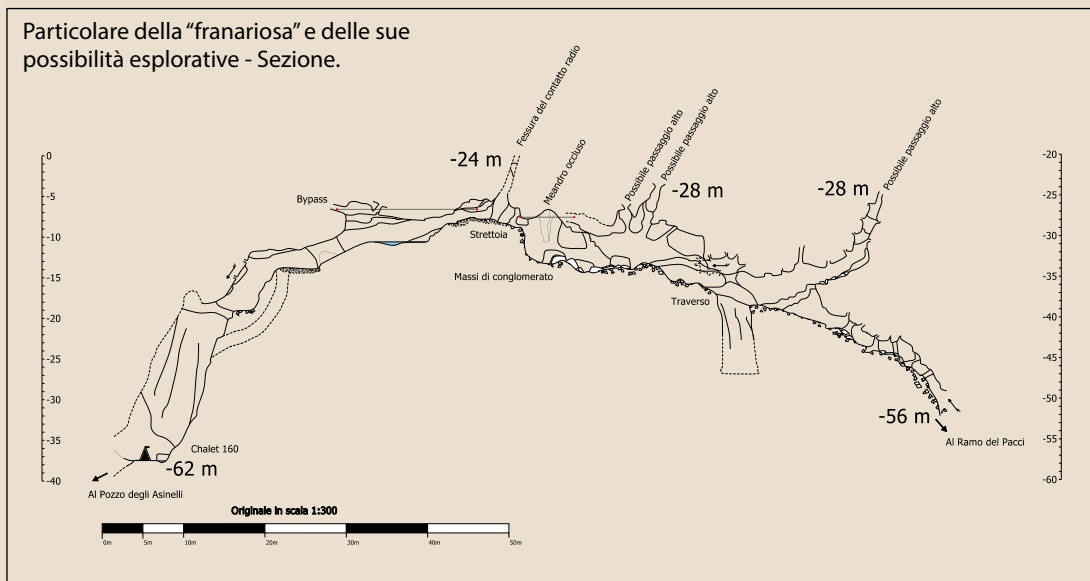 Particolare della “franariosa” e delle sue
possibilità esplorative - Sezione.
Fessura del contatto radio
-24 m
Meandro occluso
Possibile passaggio alto
Possibile passaggio alto
-28 m
-28 m
Possibile passaggio alto
0
-5
-10
-15
-20
-25
-30
-35
-40
-20
-25
-30
-35
-40
-45
-50
-55
-60
Bypass
Strettoia
Massi di conglomerato
Traverso
-56 m
Al Ramo del Pacci
Chalet 160
-62 m
Al Pozzo degli Asinelli
Originale in scala 1:300
0m 5m 10m 20m 30m 40m 50m